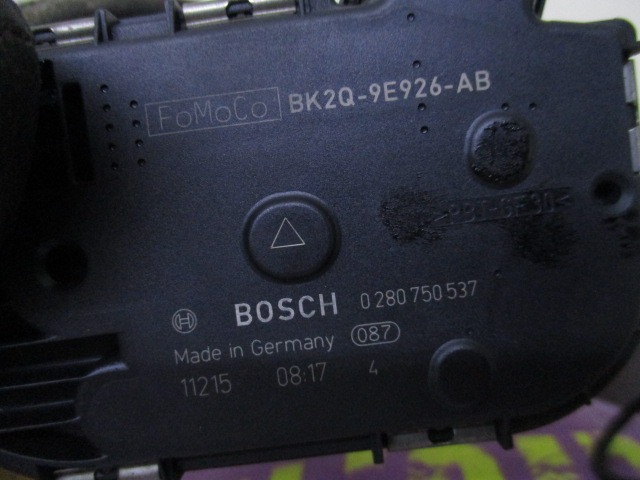 FoMoCo BK2Q-9E926-AB
BOSCH 0 280 750 537
Made in Germany 087
11215 08:17 4